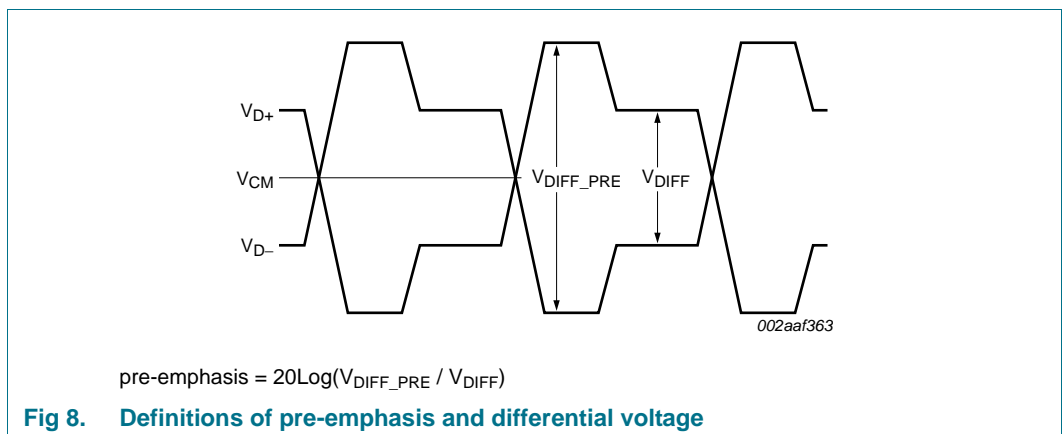 V_D+
V_CM
V_DIFF_PRE V_DIFF
V_D−
002aaf363
pre-emphasis = 20Log(V_DIFF_PRE / V_DIFF)
Fig 8. Definitions of pre-emphasis and differential voltage